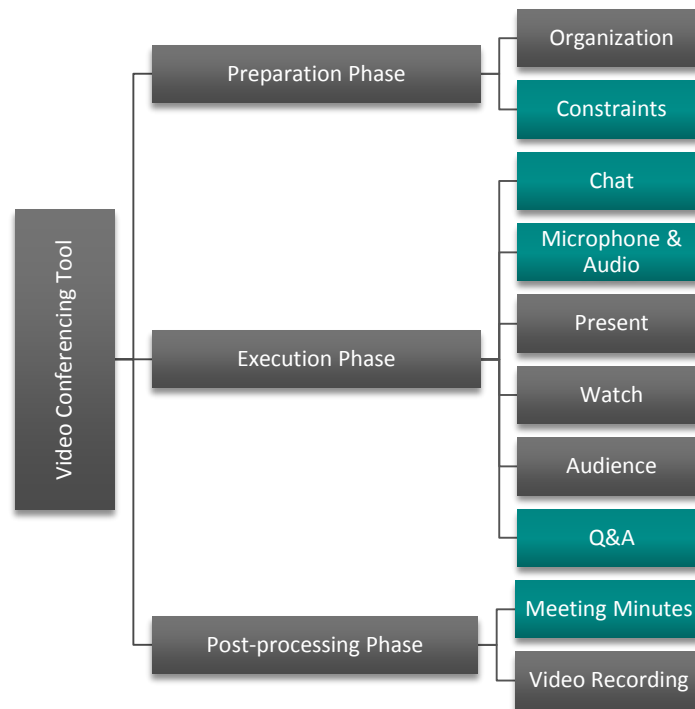 Video Conferencing Tool
Preparation Phase
Organization
Constraints
Execution Phase
Chat
Microphone &
Audio
Present
Watch
Audience
Q&A
Post-processing Phase
Meeting Minutes
Video Recording